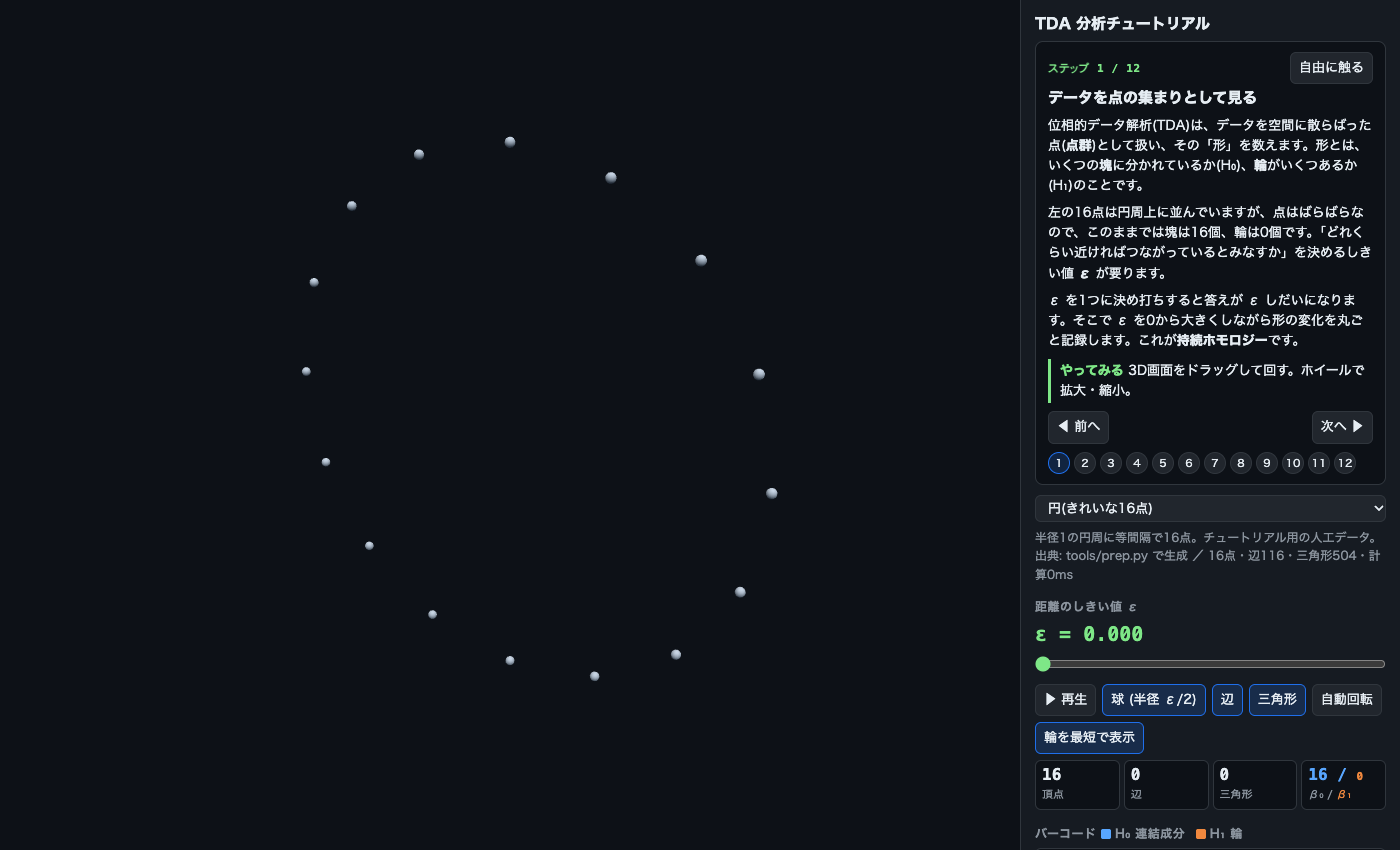 TDA 分析チュートリアル
ステップ 1 / 12
自由に触る
データを点の集まりとして見る
位相的データ解析(TDA)は、データを空間に散らばった
点(点群)として扱い、その「形」を数えます。形とは、
いくつの塊に分かれているか(H₀)、輪がいくつあるか
(H₁)のことです。
左の16点は円周上に並んでいますが、点はばらばらな
ので、このままでは塊は16個、輪は0個です。「どれく
らい近ければつながっているとみなすか」を決めるしき
い値 ε が要ります。
ε を1つに決め打ちすると答えが ε しだいになりま
す。そこで ε を0から大きくしながら形の変化を丸ご
と記録します。これが持続ホモロジーです。
やってみる 3D画面をドラッグして回す。ホイールで
拡大・縮小。
◀ 前へ
次へ ▶
1 2 3 4 5 6 7 8 9 10 11 12
円(きれいな16点)
半径1の円周に等間隔で16点。チュートリアル用の人工データ。
出典: tools/prep.py で生成 ／ 16点・辺116・三角形504・計
算0ms
距離のしきい値 ε
ε = 0.000
▶ 再生
球 (半径 ε/2)
辺
三角形
自動回転
輪を最短で表示
16
頂点
0
辺
0
三角形
16 / 0
β₀ / β₁
バーコード H₀ 連結成分 H₁ 輪